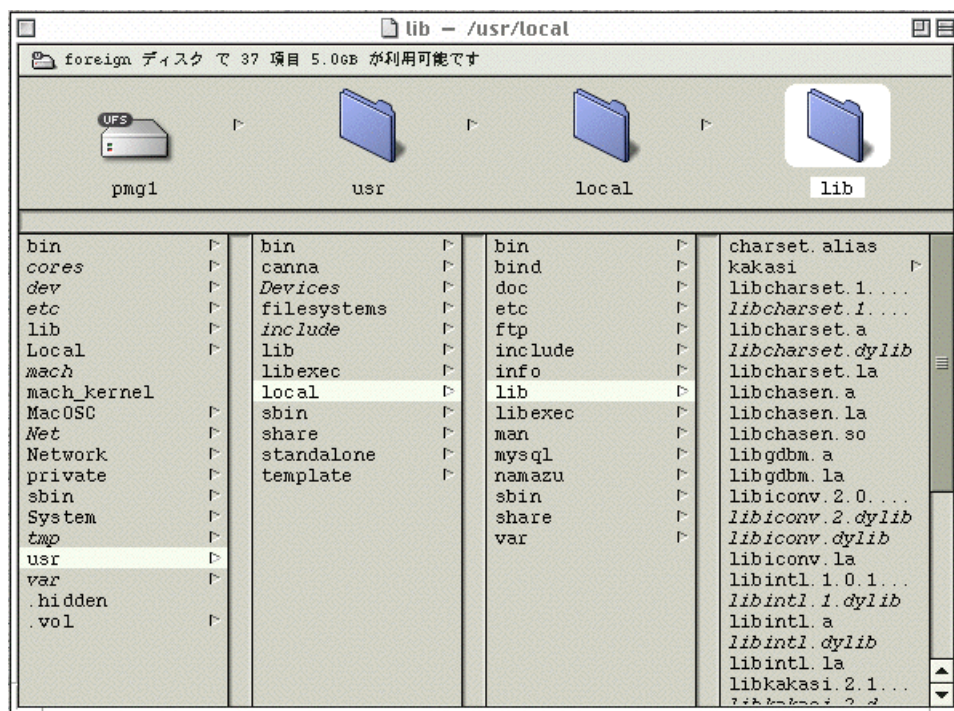 lib — /usr/local
foreign ディスク で 37 項目 5.0GB が利用可能です
UFS
pmg1
usr
local
lib
bin
cores
dev
etc
lib
Local
mach
mach_kernel
MacOSC
Net
Network
private
sbin
System
tmp
usr
var
.hidden
.vol
bin
canna
Devices
filesystems
include
lib
libexec
local
sbin
share
standalone
template
bin
bind
doc
etc
ftp
include
info
lib
libexec
man
mysql
namazu
sbin
share
var
charset.alias
kakasi
libcharset.1....
libcharset.1....
libcharset.a
libcharset.dylib
libcharset.la
libchasen.a
libchasen.la
libchasen.so
libgdbm.a
libgdbm.la
libiconv.2.0....
libiconv.2.dylib
libiconv.dylib
libiconv.la
libintl.1.0.1...
libintl.1.dylib
libintl.a
libintl.dylib
libintl.la
libkakasi.2.1...